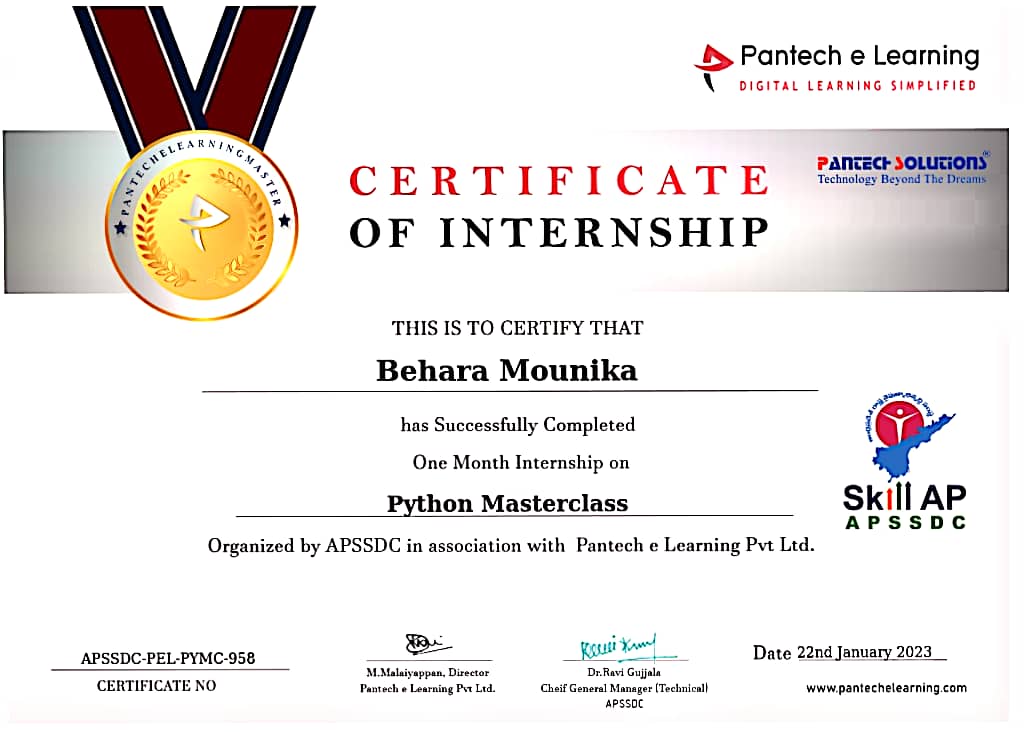 Pantech e Learning
DIGITAL LEARNING SIMPLIFIED
PANTECHELEARNINGMASTER
CERTIFICATE
OF INTERNSHIP
PANTECH SOLUTIONS®
Technology Beyond The Dreams
THIS IS TO CERTIFY THAT
Behara Mounika
has Successfully Completed
One Month Internship on
Python Masterclass
Organized by APSSDC in association with Pantech e Learning Pvt Ltd.
Skill AP
APSSDC
APSSDC-PEL-PYMC-958
CERTIFICATE NO
M.Malaiyappan, Director
Pantech e Learning Pvt Ltd.
Dr.Ravi Gujjala
Cheif General Manager (Technical)
APSSDC
Date 22nd January 2023
www.pantechelearning.com